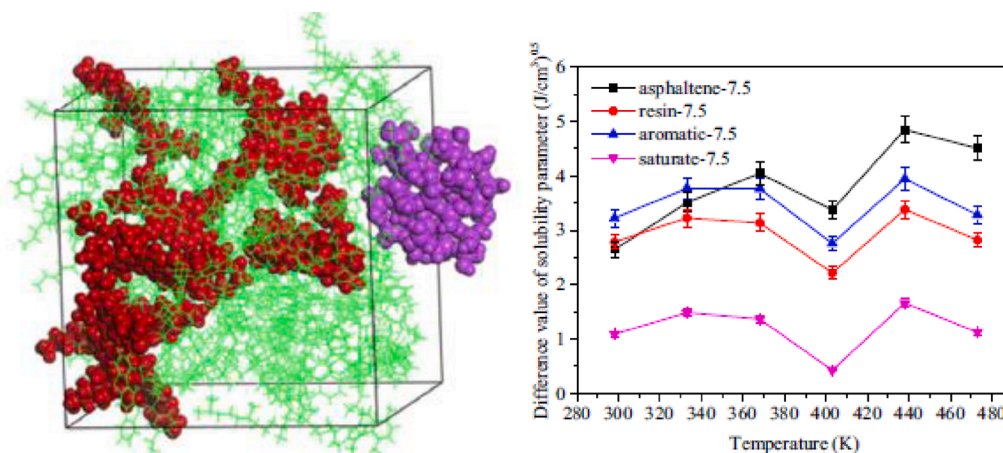 Difference value of solubility parameter (J/cm³)⁰·⁵
6
5
4
3
2
1
0
asphaltene-7.5
resin-7.5
aromatic-7.5
saturate-7.5
280 300 320 340 360 380 400 420 440 460 480
Temperature (K)